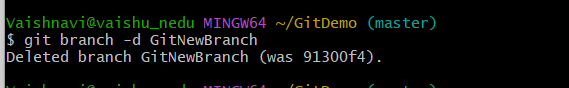 Vaishnavi@vaishu_nedu MINGW64 ~/GitDemo (master)
$ git branch -d GitNewBranch
Deleted branch GitNewBranch (was 91300f4).